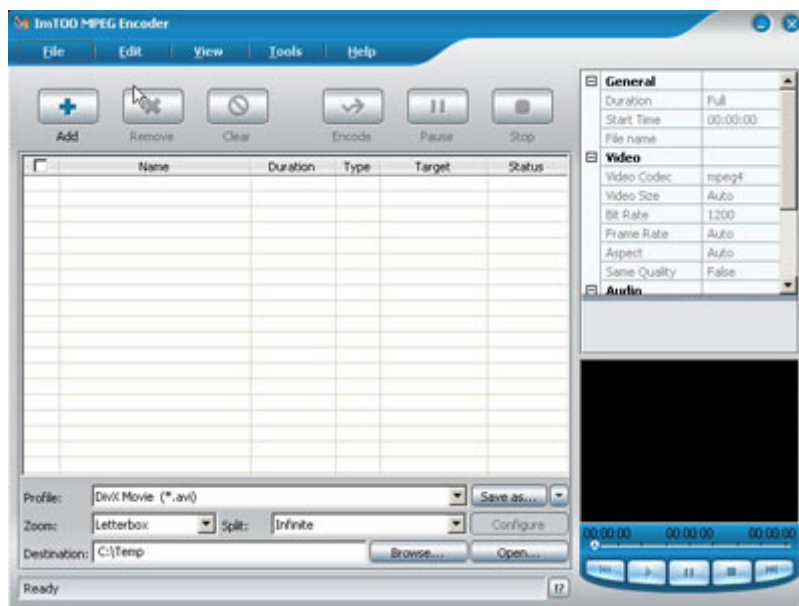 ImTOO MPEG Encoder
File Edit View Tools Help
Add Remove Clear Encode Pause Stop
Name Duration Type Target Status
General
Duration Full
Start Time 00:00:00
File name
Video
Video Codec mpeg4
Video Size Auto
Bit Rate 1200
Frame Rate Auto
Aspect Auto
Same Quality False
Audio
Profile: DivX Movie (*.avi) Save as...
Zoom: Letterbox Split: Infinite Configure
Destination: C:\Temp Browse... Open...
00:00:00 00:00:00 00:00:00
Ready !?